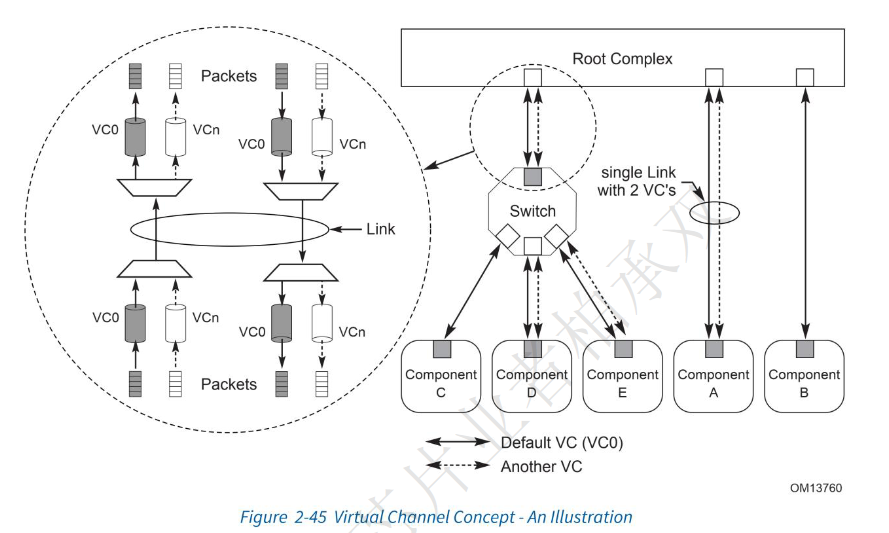 Packets
VC0
VCn
VC0
VCn
Link
VC0
VCn
VC0
VCn
Packets
Root Complex
single Link
with 2 VC's
Switch
Component
C
Component
D
Component
E
Component
A
Component
B
Default VC (VC0)
Another VC
OM13760
Figure 2-45 Virtual Channel Concept - An Illustration
芯片业者柏承双